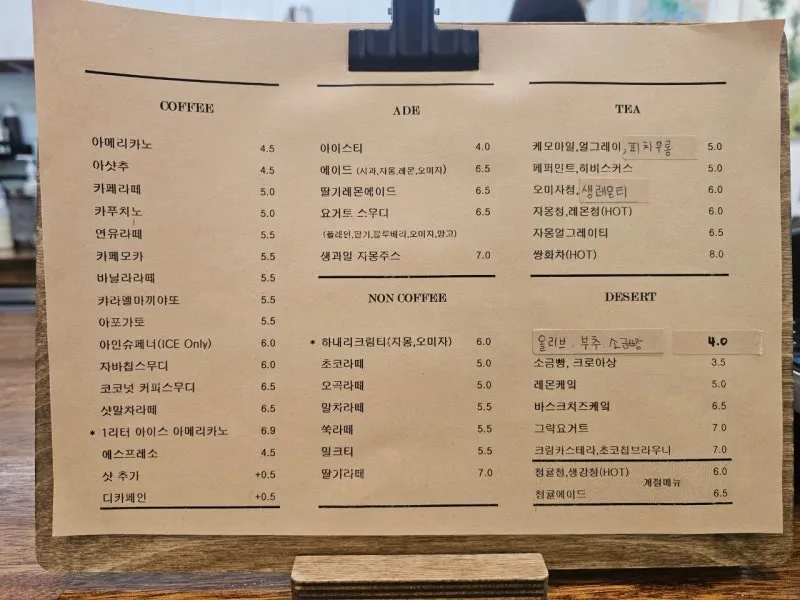 COFFEE
아메리카노 4.5
아샷추 4.5
카페라떼 5.0
카푸치노 5.0
연유라떼 5.5
카페모카 5.5
바닐라라떼 5.5
캬라멜마끼야또 5.5
아포가토 5.5
아인슈페너(ICE Only) 6.0
자바칩스무디 6.0
코코넛 커피스무디 6.5
샷말차라떼 6.5
* 1리터 아이스 아메리카노 6.9
에스프레소 4.5
샷 추가 +0.5
디카페인 +0.5
ADE
아이스티 4.0
에이드 (사과,자몽,레몬,오미자) 6.5
딸기레몬에이드 6.5
요거트 스무디 6.5
(플레인,딸기,블루베리,오미자,망고)
생과일 자몽주스 7.0
NON COFFEE
* 하내리크림티(자몽,오미자) 6.0
초코라떼 5.0
오곡라떼 5.0
말차라떼 5.5
쑥라떼 5.5
밀크티 5.5
딸기라떼 7.0
TEA
케모마일,얼그레이,피치우롱 5.0
페퍼민트,히비스커스 5.0
오미자청,생레몬티 6.0
자몽청,레몬청(HOT) 6.0
자몽얼그레이티 6.5
쌍화차(HOT) 8.0
DESERT
올리브, 부추 소금빵 4.0
소금빵, 크로아상 3.5
레몬케잌 5.0
바스크치즈케잌 6.5
그릭요거트 7.0
크림카스테라,초코칩브라우니 7.0
청귤청,생강청(HOT) 6.0
계절메뉴
청귤에이드 6.5